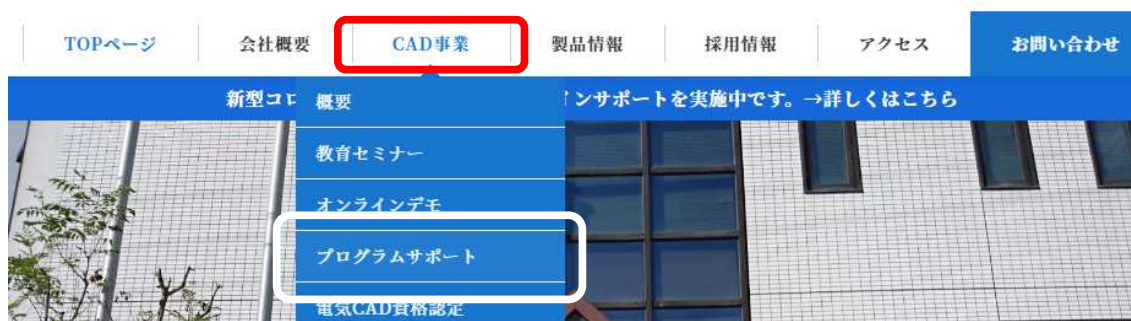 TOPページ 会社概要 CAD事業 製品情報 採用情報 アクセス お問い合わせ
新型コロ
インサポートを実施中です。→詳しくはこちら
概要
教育セミナー
オンラインデモ
プログラムサポート
電気CAD資格認定